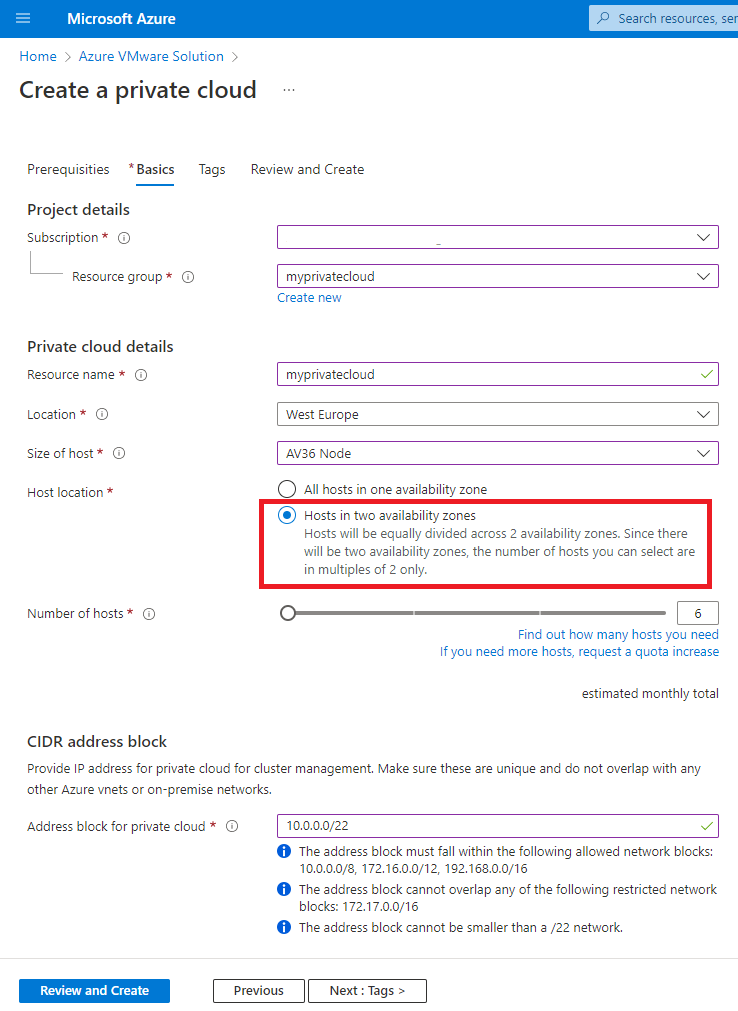 Microsoft Azure
Search resources, ser
Home > Azure VMware Solution >
Create a private cloud ...
Prerequisities * Basics Tags Review and Create
Project details
Subscription *
Resource group * myprivatecloud
Create new
Private cloud details
Resource name * myprivatecloud
Location * West Europe
Size of host * AV36 Node
Host location * All hosts in one availability zone
Hosts in two availability zones
Hosts will be equally divided across 2 availability zones. Since there
will be two availability zones, the number of hosts you can select are
in multiples of 2 only.
Number of hosts * 6
Find out how many hosts you need
If you need more hosts, request a quota increase
estimated monthly total
CIDR address block
Provide IP address for private cloud for cluster management. Make sure these are unique and do not overlap with any
other Azure vnets or on-premise networks.
Address block for private cloud * 10.0.0.0/22
The address block must fall within the following allowed network blocks:
10.0.0.0/8, 172.16.0.0/12, 192.168.0.0/16
The address block cannot overlap any of the following restricted network
blocks: 172.17.0.0/16
The address block cannot be smaller than a /22 network.
Review and Create Previous Next : Tags >